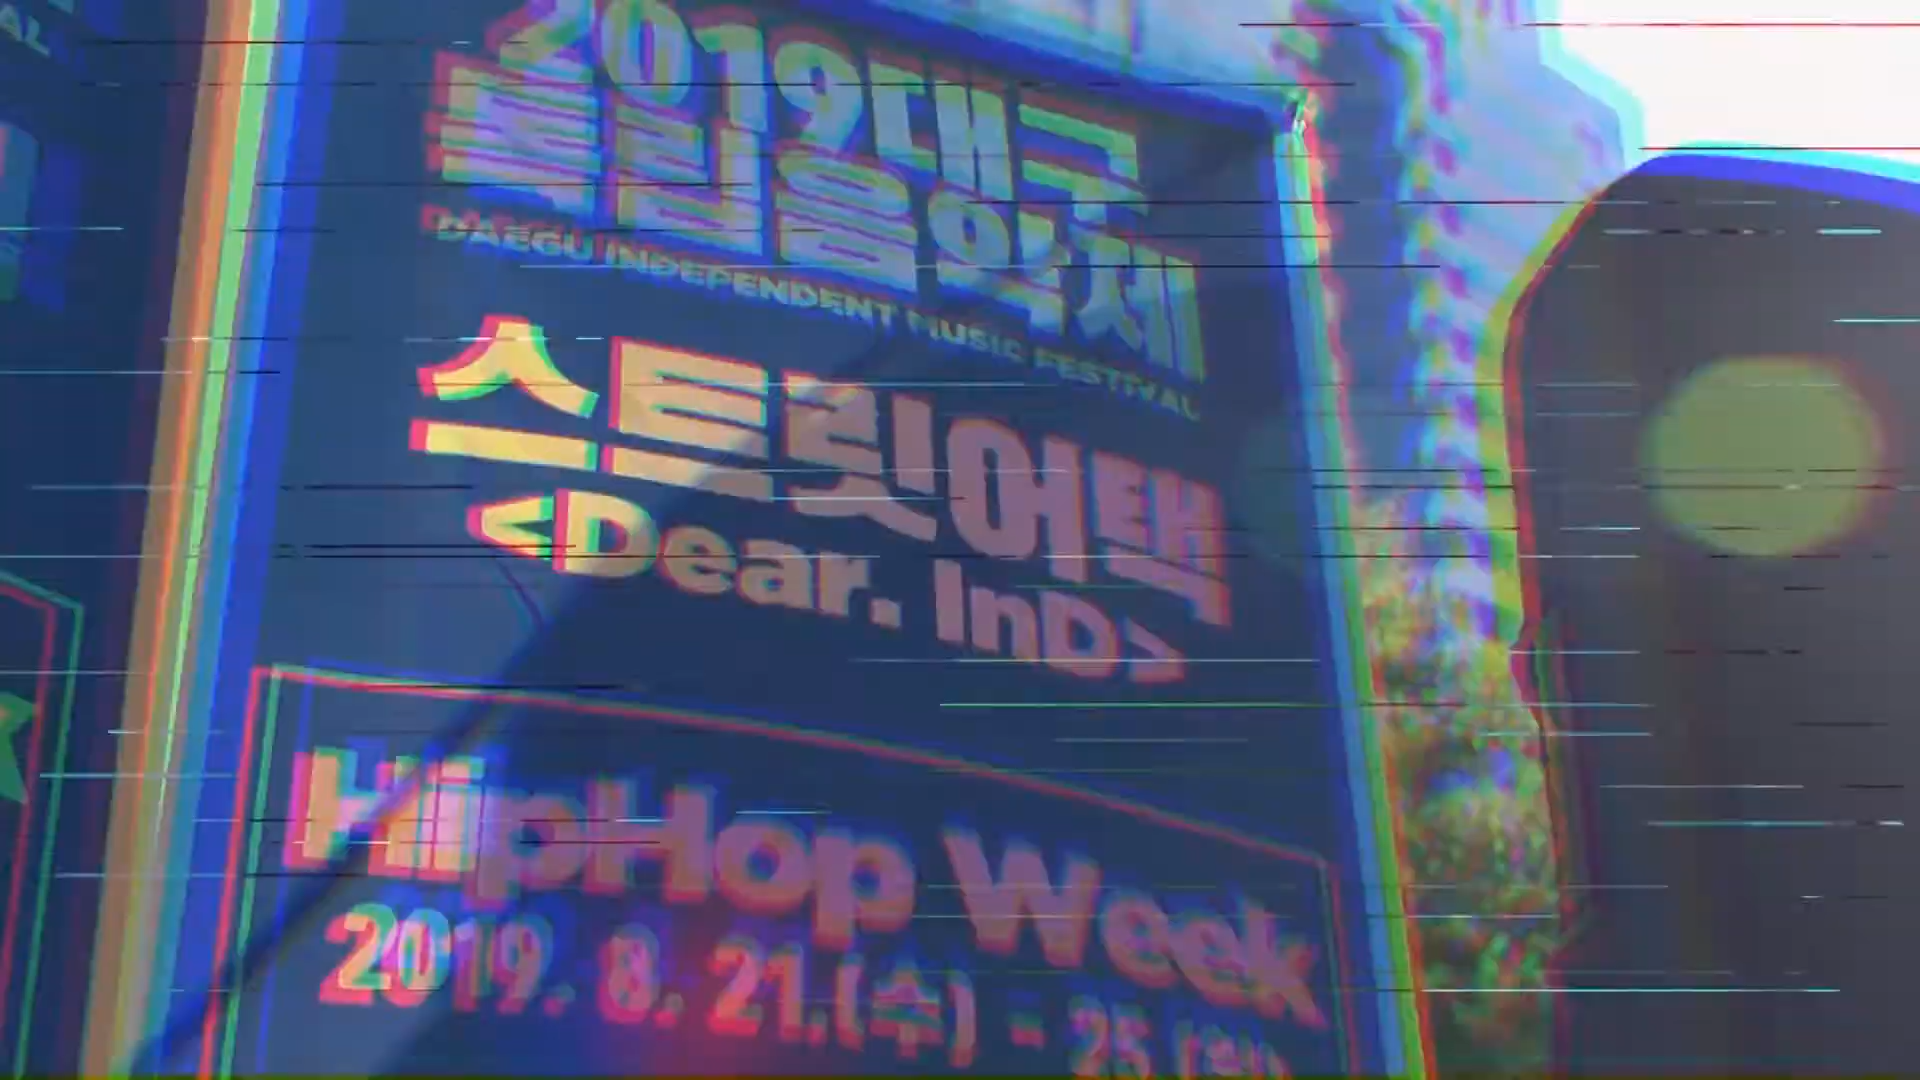 AL
2019대구
독립음악제
DAEGU INDEPENDENT MUSIC FESTIVAL
스트릿어택
<Dear. InD>
HipHop Week
2019. 8. 21.(수) - 25